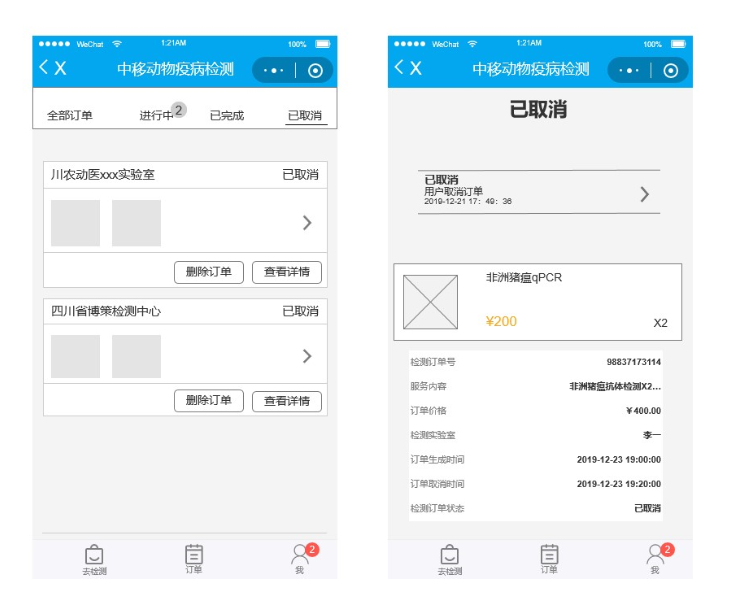 WeChat 1:21AM 100%
X 中移动物疫病检测
全部订单 进行中 2 已完成 已取消
川农动医xxx实验室 已取消
删除订单 查看详情
四川省博策检测中心 已取消
删除订单 查看详情
去检测 订单 我 2
WeChat 1:21AM 100%
X 中移动物疫病检测
已取消
已取消
用户取消订单
2019-12-21 17：49：36
非洲猪瘟qPCR
¥200 X2
检测订单号 98837173114
服务内容 非洲猪瘟抗体检测X2...
订单价格 ¥400.00
检测实验室 李一
订单生成时间 2019-12-23 19:00:00
订单取消时间 2019-12-23 19:20:00
检测订单状态 已取消
去检测 订单 我 2